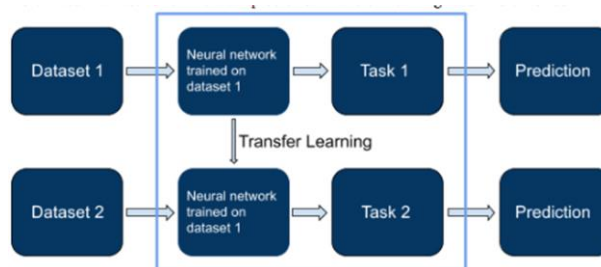 Dataset 1
Neural network
trained on
dataset 1
Task 1
Prediction
Transfer Learning
Dataset 2
Neural network
trained on
dataset 1
Task 2
Prediction